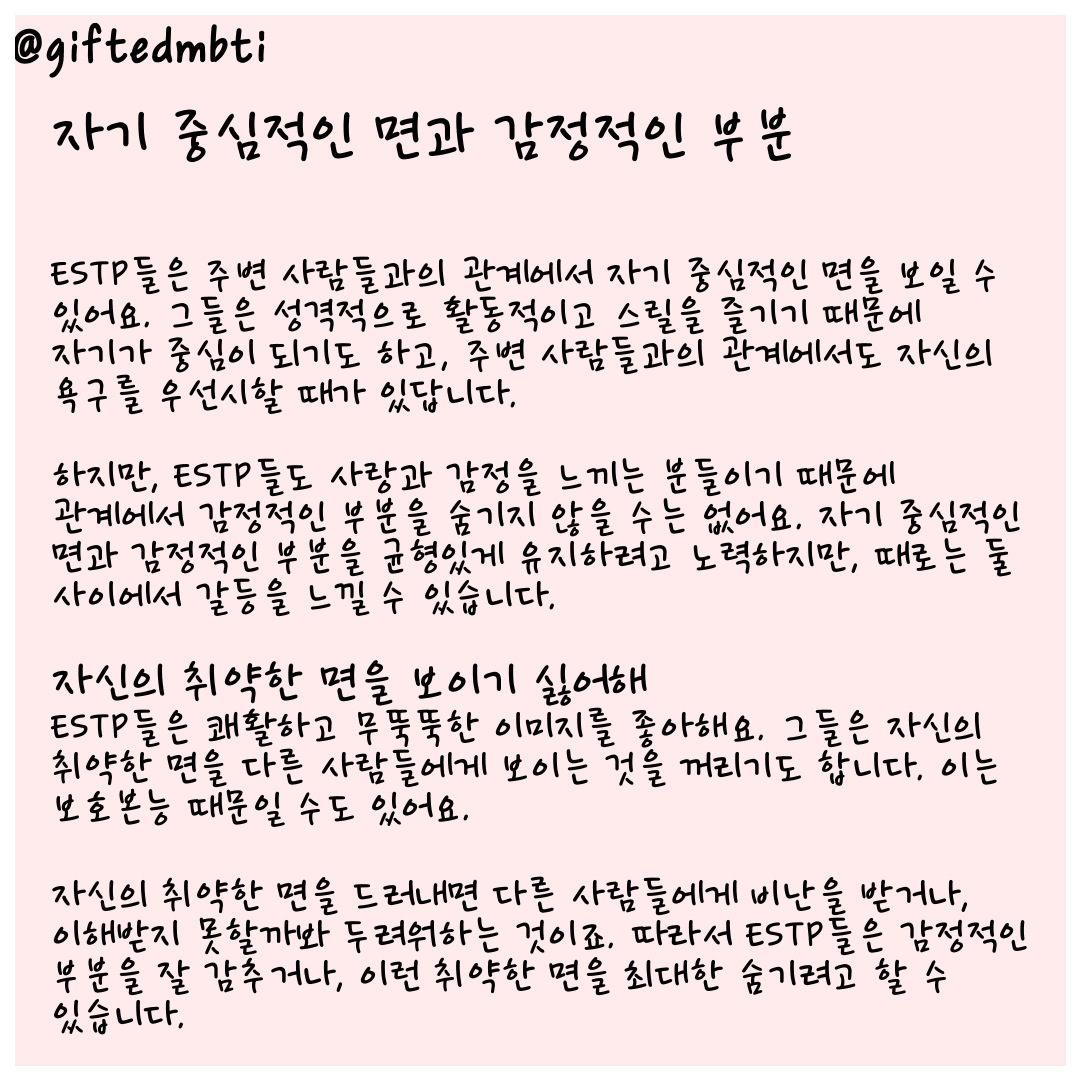 @giftedmbti
자기 중심적인 면과 감정적인 부분
ESTP들은 주변 사람들과의 관계에서 자기 중심적인 면을 보일 수
있어요. 그들은 성격적으로 활동적이고 스릴을 즐기기 때문에
자기가 중심이 되기도 하고, 주변 사람들과의 관계에서도 자신의
욕구를 우선시할 때가 있답니다.
하지만, ESTP들도 사랑과 감정을 느끼는 분들이기 때문에
관계에서 감정적인 부분을 숨기지 않을 수는 없어요. 자기 중심적인
면과 감정적인 부분을 균형있게 유지하려고 노력하지만, 때로는 둘
사이에서 갈등을 느낄 수 있습니다.
자신의 취약한 면을 보이기 싫어해
ESTP들은 쾌활하고 무뚝뚝한 이미지를 좋아해요. 그들은 자신의
취약한 면을 다른 사람들에게 보이는 것을 꺼리기도 합니다. 이는
보호본능 때문일 수도 있어요.
자신의 취약한 면을 드러내면 다른 사람들에게 비난을 받거나,
이해받지 못할까봐 두려워하는 것이죠. 따라서 ESTP들은 감정적인
부분을 잘 감추거나, 이런 취약한 면을 최대한 숨기려고 할 수
있습니다.